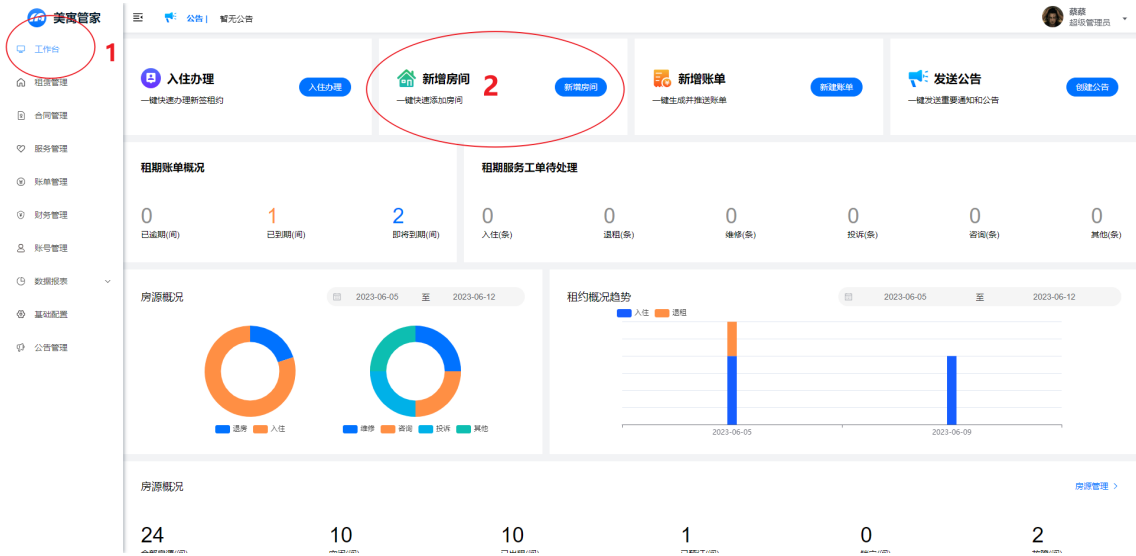 美寓管家
公告 |
暂无公告
蔡蔡
超级管理员
工作台
1
租赁管理
合同管理
服务管理
账单管理
财务管理
账号管理
数据报表
基础配置
公告管理
入住办理
一键快速办理新签租约
入住办理
新增房间
2
一键快速添加房间
新增房间
新增账单
一键生成并推送账单
新建账单
发送公告
一键发送重要通知和公告
创建公告
租期账单概况
0
已逾期(间)
1
已到期(间)
2
即将到期(间)
租期服务工单待处理
0
入住(条)
0
退租(条)
0
维修(条)
0
投诉(条)
0
咨询(条)
0
其他(条)
房源概况
2023-06-05 至 2023-06-12
退房 入住
维修 咨询 投诉 其他
租约概况趋势
2023-06-05 至 2023-06-12
入住 退租
2023-06-05 2023-06-09
房源概况
房源管理 >
24 10 10 1 0 2